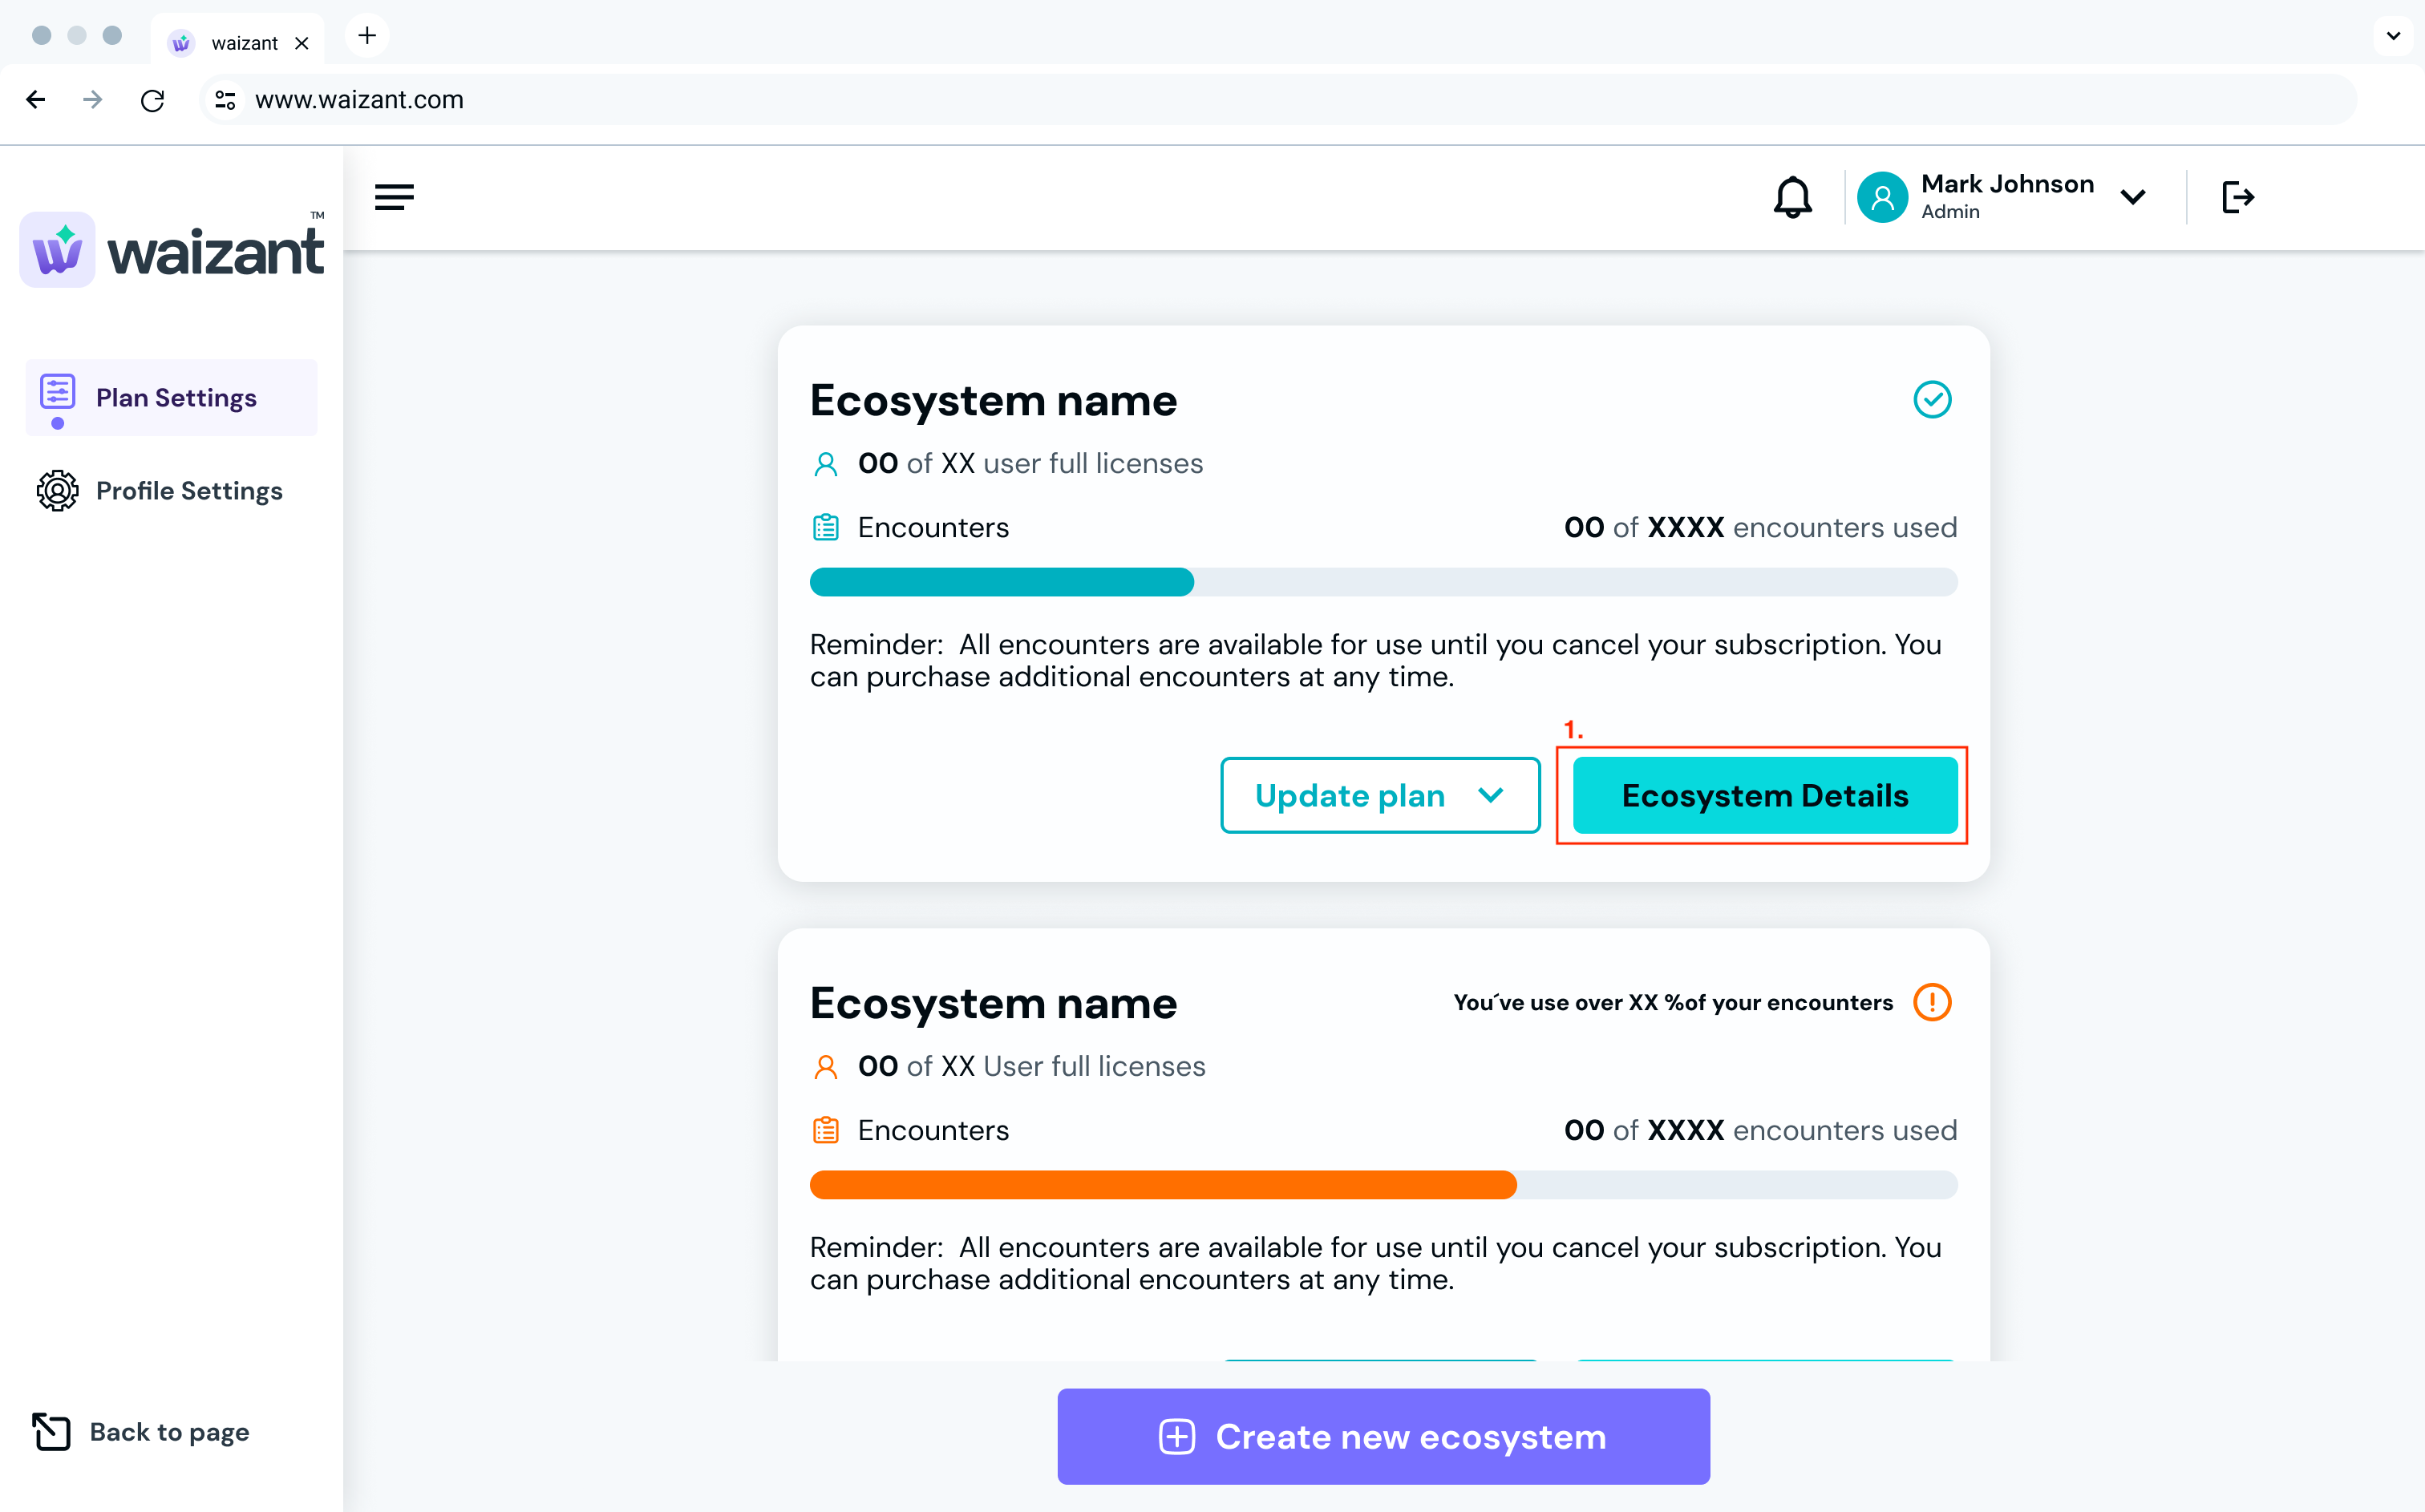 waizant
www.waizant.com
waizant™
Mark Johnson
Admin
Plan Settings
Profile Settings
Ecosystem name
00 of XX user full licenses
Encounters
00 of XXXX encounters used
Reminder:  All encounters are available for use until you cancel your subscription. You
can purchase additional encounters at any time.
1.
Update plan
Ecosystem Details
Ecosystem name
You´ve use over XX %of your encounters
00 of XX User full licenses
Encounters
00 of XXXX encounters used
Reminder:  All encounters are available for use until you cancel your subscription. You
can purchase additional encounters at any time.
Back to page
Create new ecosystem